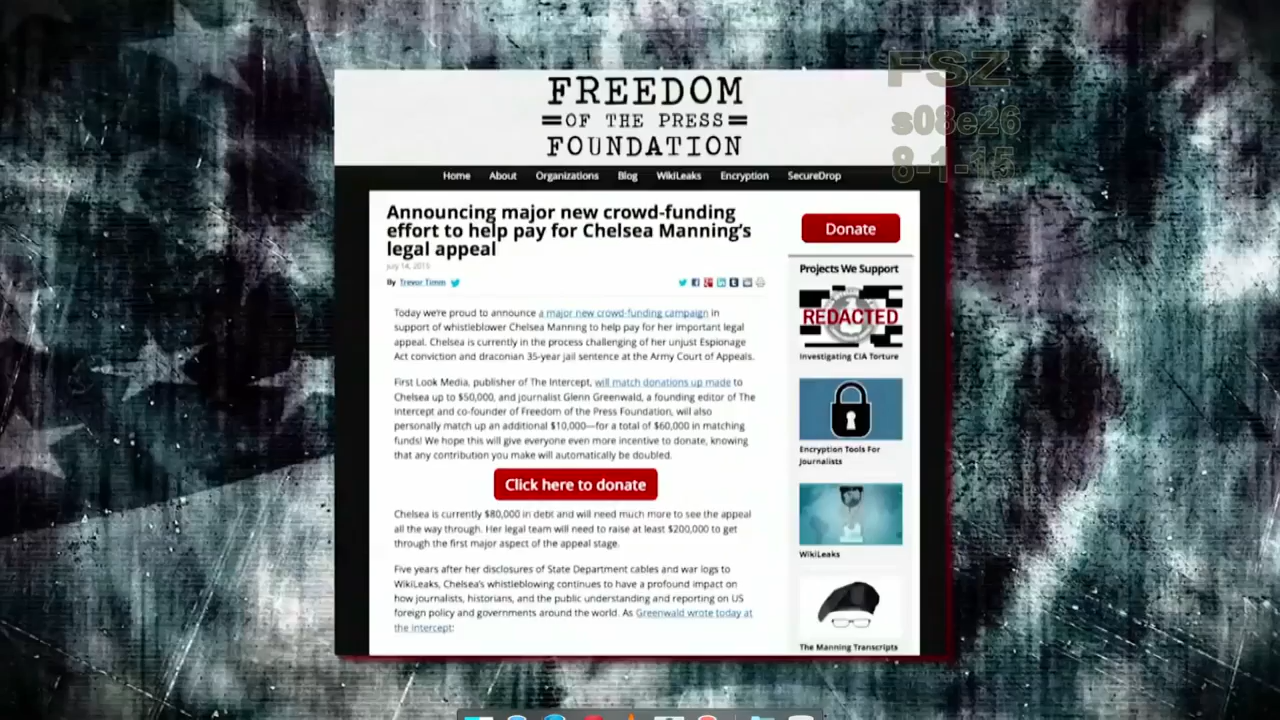 FSZ
s08e26
8-1-15
FREEDOM
OF THE PRESS
FOUNDATION
Home About Organizations Blog WikiLeaks Encryption SecureDrop
Announcing major new crowd-funding
effort to help pay for Chelsea Manning's
legal appeal
July 14, 2015
By Trevor Timm
Today we're proud to announce a major new crowd-funding campaign in
support of whistleblower Chelsea Manning to help pay for her important legal
appeal. Chelsea is currently in the process challenging of her unjust Espionage
Act conviction and draconian 35-year jail sentence at the Army Court of Appeals.
First Look Media, publisher of The Intercept, will match donations up made to
Chelsea up to $50,000, and journalist Glenn Greenwald, a founding editor of The
Intercept and co-founder of Freedom of the Press Foundation, will also
personally match up an additional $10,000—for a total of $60,000 in matching
funds! We hope this will give everyone even more incentive to donate, knowing
that any contribution you make will automatically be doubled.
Click here to donate
Chelsea is currently $80,000 in debt and will need much more to see the appeal
all the way through. Her legal team will need to raise at least $200,000 to get
through the first major aspect of the appeal stage.
Five years after her disclosures of State Department cables and war logs to
WikiLeaks, Chelsea's whistleblowing continues to have a profound impact on
how journalists, historians, and the public understanding and reporting on US
foreign policy and governments around the world. As Greenwald wrote today at
the Intercept:
Donate
Projects We Support
REDACTED
Investigating CIA Torture
Encryption Tools For
Journalists
WikiLeaks
The Manning Transcripts